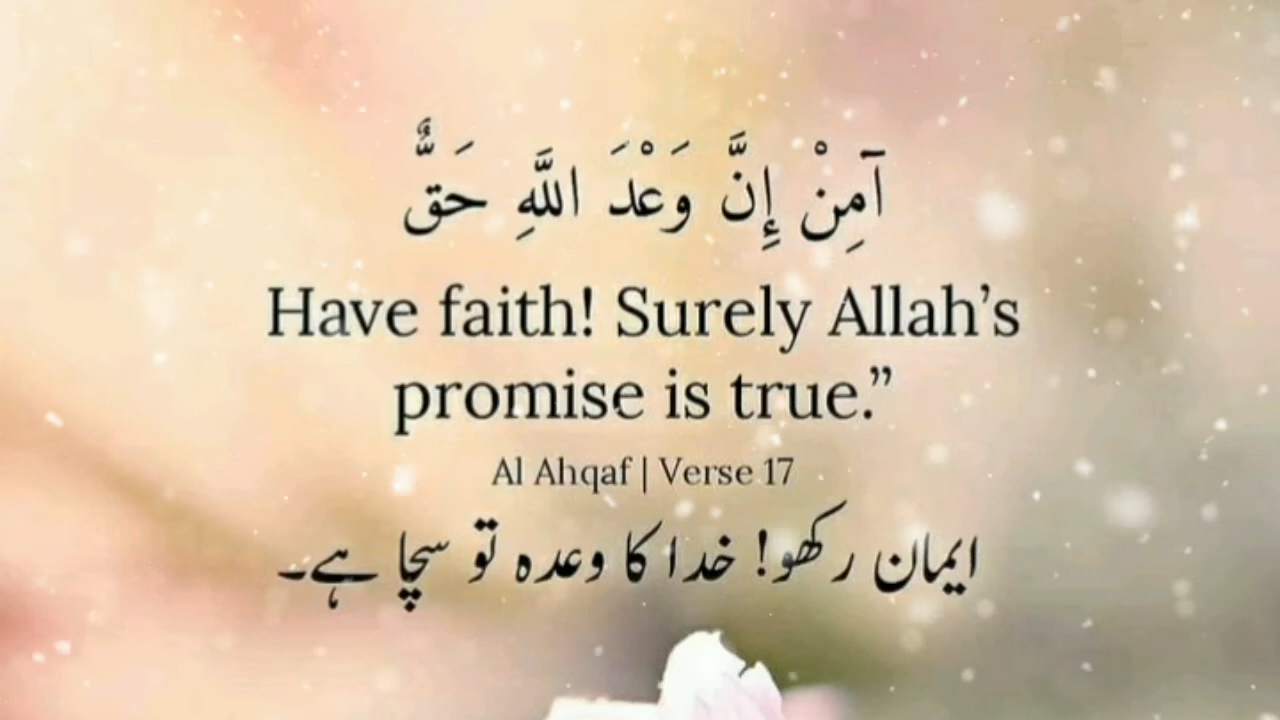 آمِنْ إِنَّ وَعْدَ اللَّهِ حَقٌّ
Have faith! Surely Allah’s
promise is true.”
Al Ahqaf | Verse 17
ایمان رکھو! خدا کا وعدہ تو سچا ہے۔